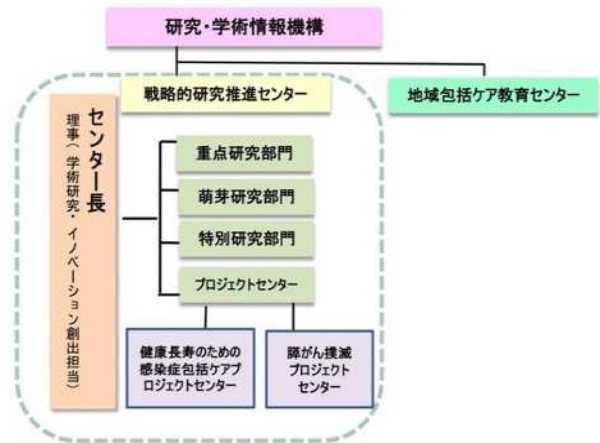 研究・学術情報機構
戦略的研究推進センター
地域包括ケア教育センター
センター長
理事(学術研究・イノベーション創出担当)
重点研究部門
萌芽研究部門
特別研究部門
プロジェクトセンター
健康長寿のための
感染症包括ケアプ
ロジェクトセンター
膵がん撲滅
プロジェクト
センター